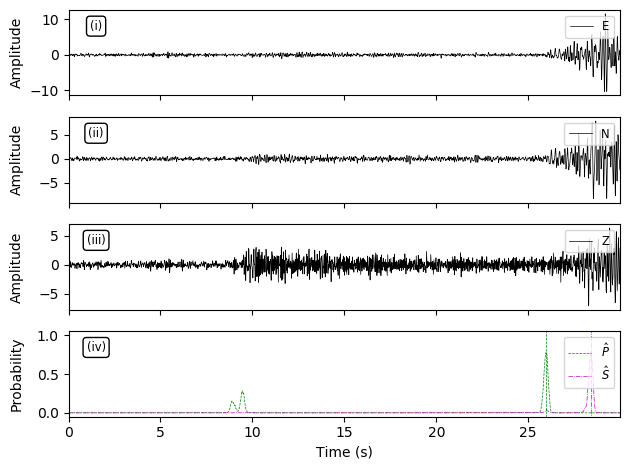 10
0
−10
Amplitude
(i)
E
5
0
−5
Amplitude
(ii)
N
5
0
−5
Amplitude
(iii)
Z
1.0
0.5
0.0
Probability
(iv)
P̂
Ŝ
0 5 10 15 20 25
Time (s)